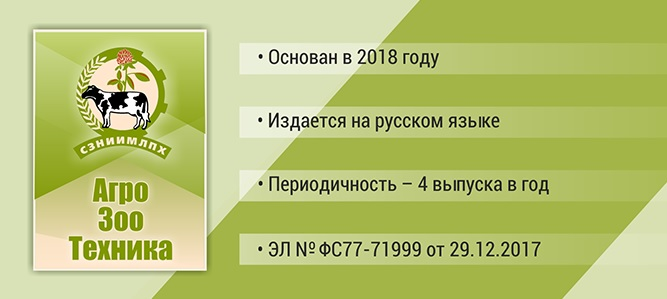 СЗНИИМЛПХ
Агро
Зоо
Техника
• Основан в 2018 году
• Издается на русском языке
• Периодичность – 4 выпуска в год
• ЭЛ № ФС77-71999 от 29.12.2017